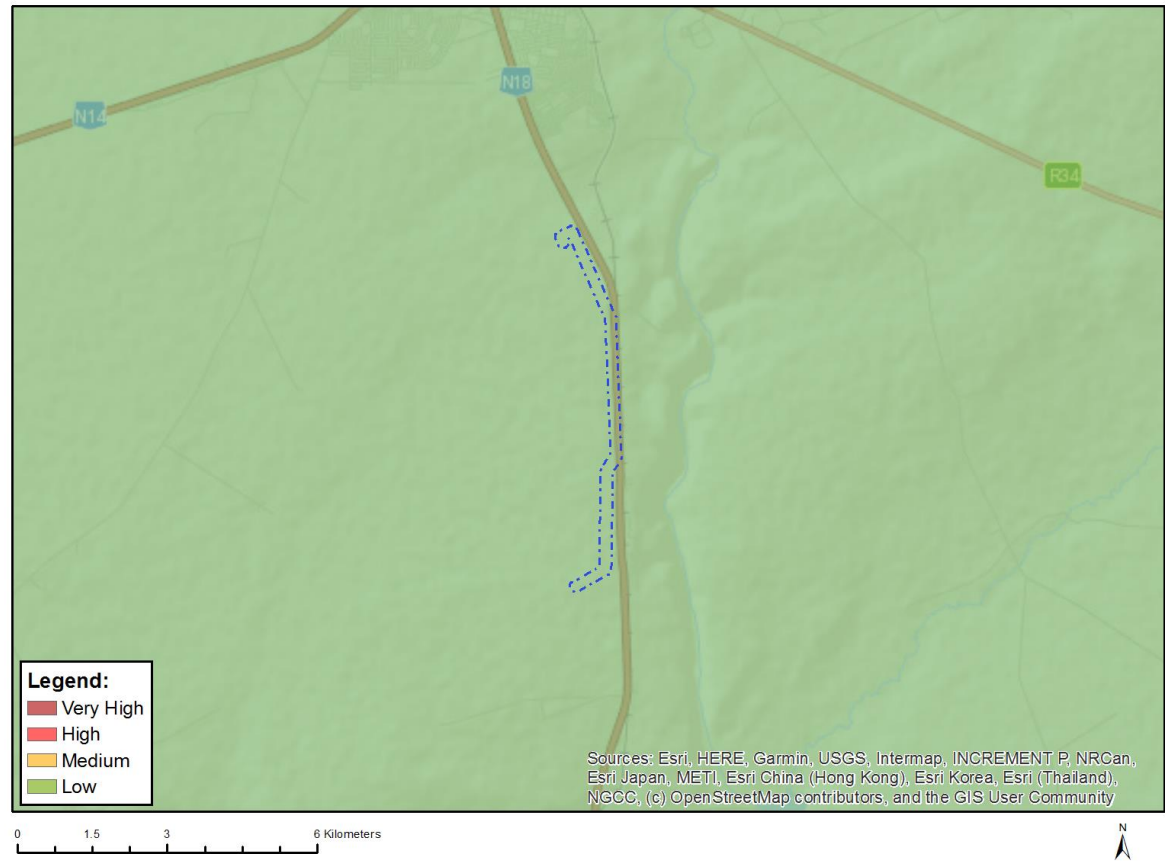 N18
N14
R34
Legend:
Very High
High
Medium
Low
Sources: Esri, HERE, Garmin, USGS, Intermap, INCREMENT P, NRCan,
Esri Japan, METI, Esri China (Hong Kong), Esri Korea, Esri (Thailand),
NGCC, (c) OpenStreetMap contributors, and the GIS User Community
0 1.5 3 6 Kilometers
N